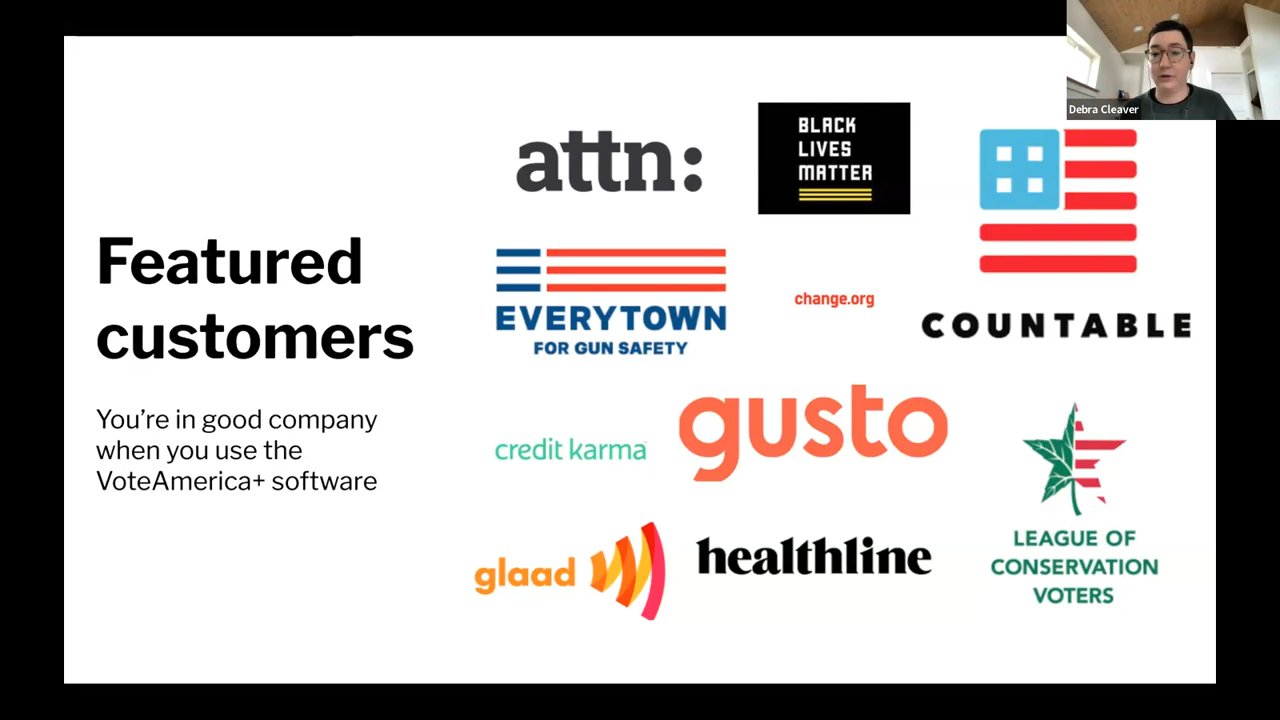 Debra Cleaver
Featured
customers
You’re in good company
when you use the
VoteAmerica+ software
attn:
BLACK
LIVES
MATTER
COUNTABLE
EVERYTOWN
FOR GUN SAFETY
change.org
credit karma
gusto
LEAGUE OF
CONSERVATION
VOTERS
glaad
healthline